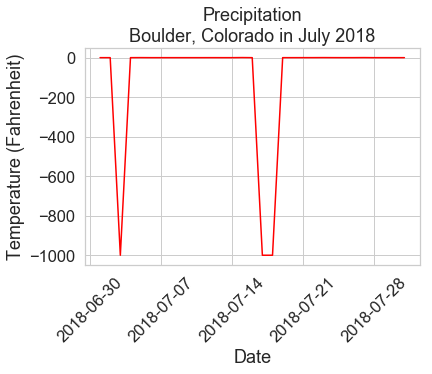 Precipitation
Boulder, Colorado in July 2018
Temperature (Fahrenheit)
0
−200
−400
−600
−800
−1000
2018-06-30
2018-07-07
2018-07-14
2018-07-21
2018-07-28
Date